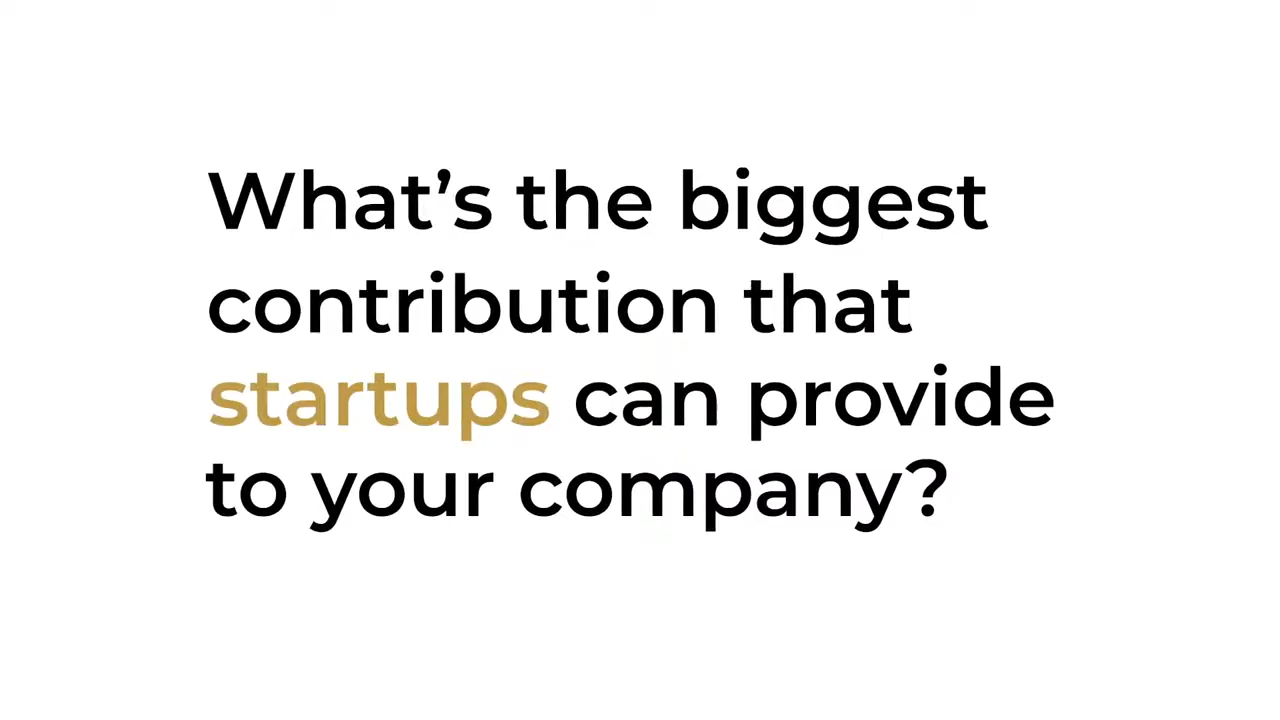 What’s the biggest
contribution that
startups can provide
to your company?